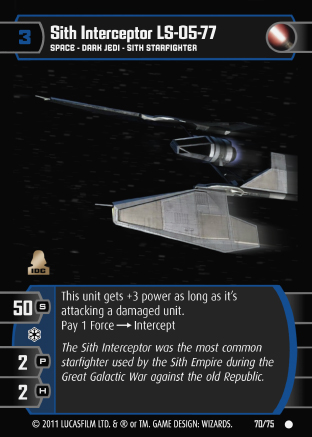 3 Sith Interceptor LS-05-77
SPACE - DARK JEDI - SITH STARFIGHTER
IDC
50 S
This unit gets +3 power as long as it's
attacking a damaged unit.
Pay 1 Force → Intercept
2 P
2 H
The Sith Interceptor was the most common
starfighter used by the Sith Empire during the
Great Galactic War against the old Republic.
© 2011 LUCASFILM LTD. & ® or TM. GAME DESIGN: WIZARDS. 70/75